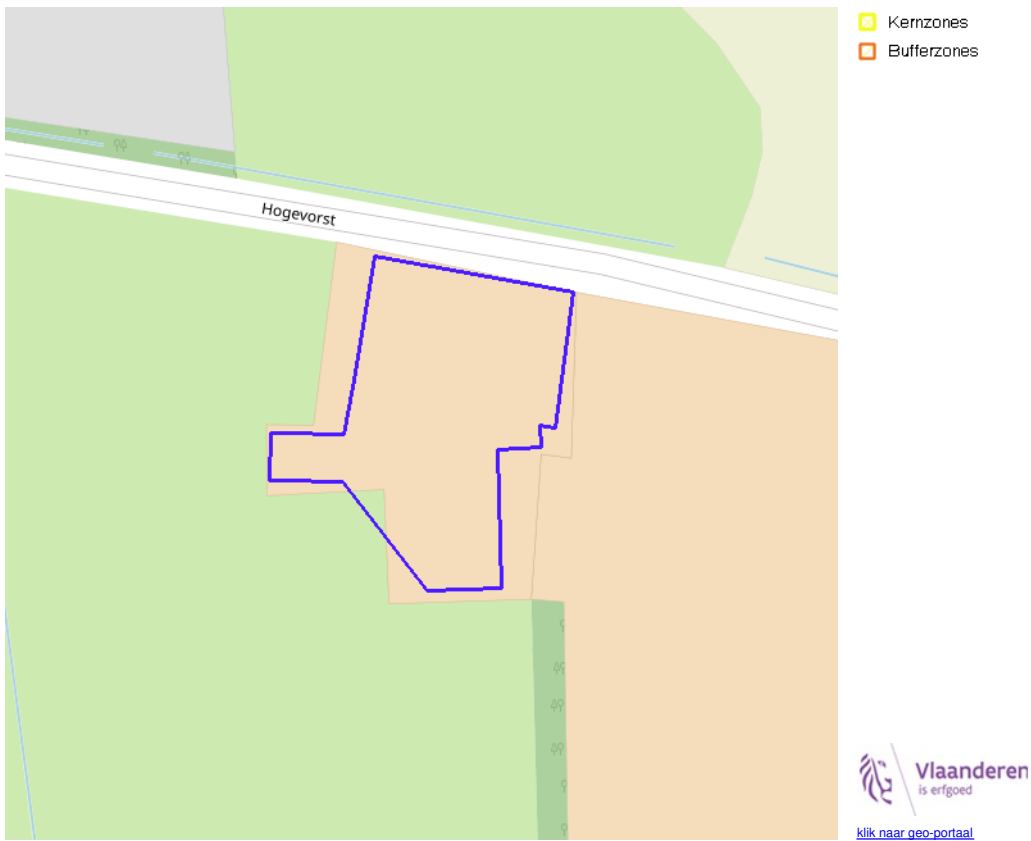 Kernzones
Bufferzones
Hogevorst
Vlaanderen
is erfgoed
klik naar geo-portaal